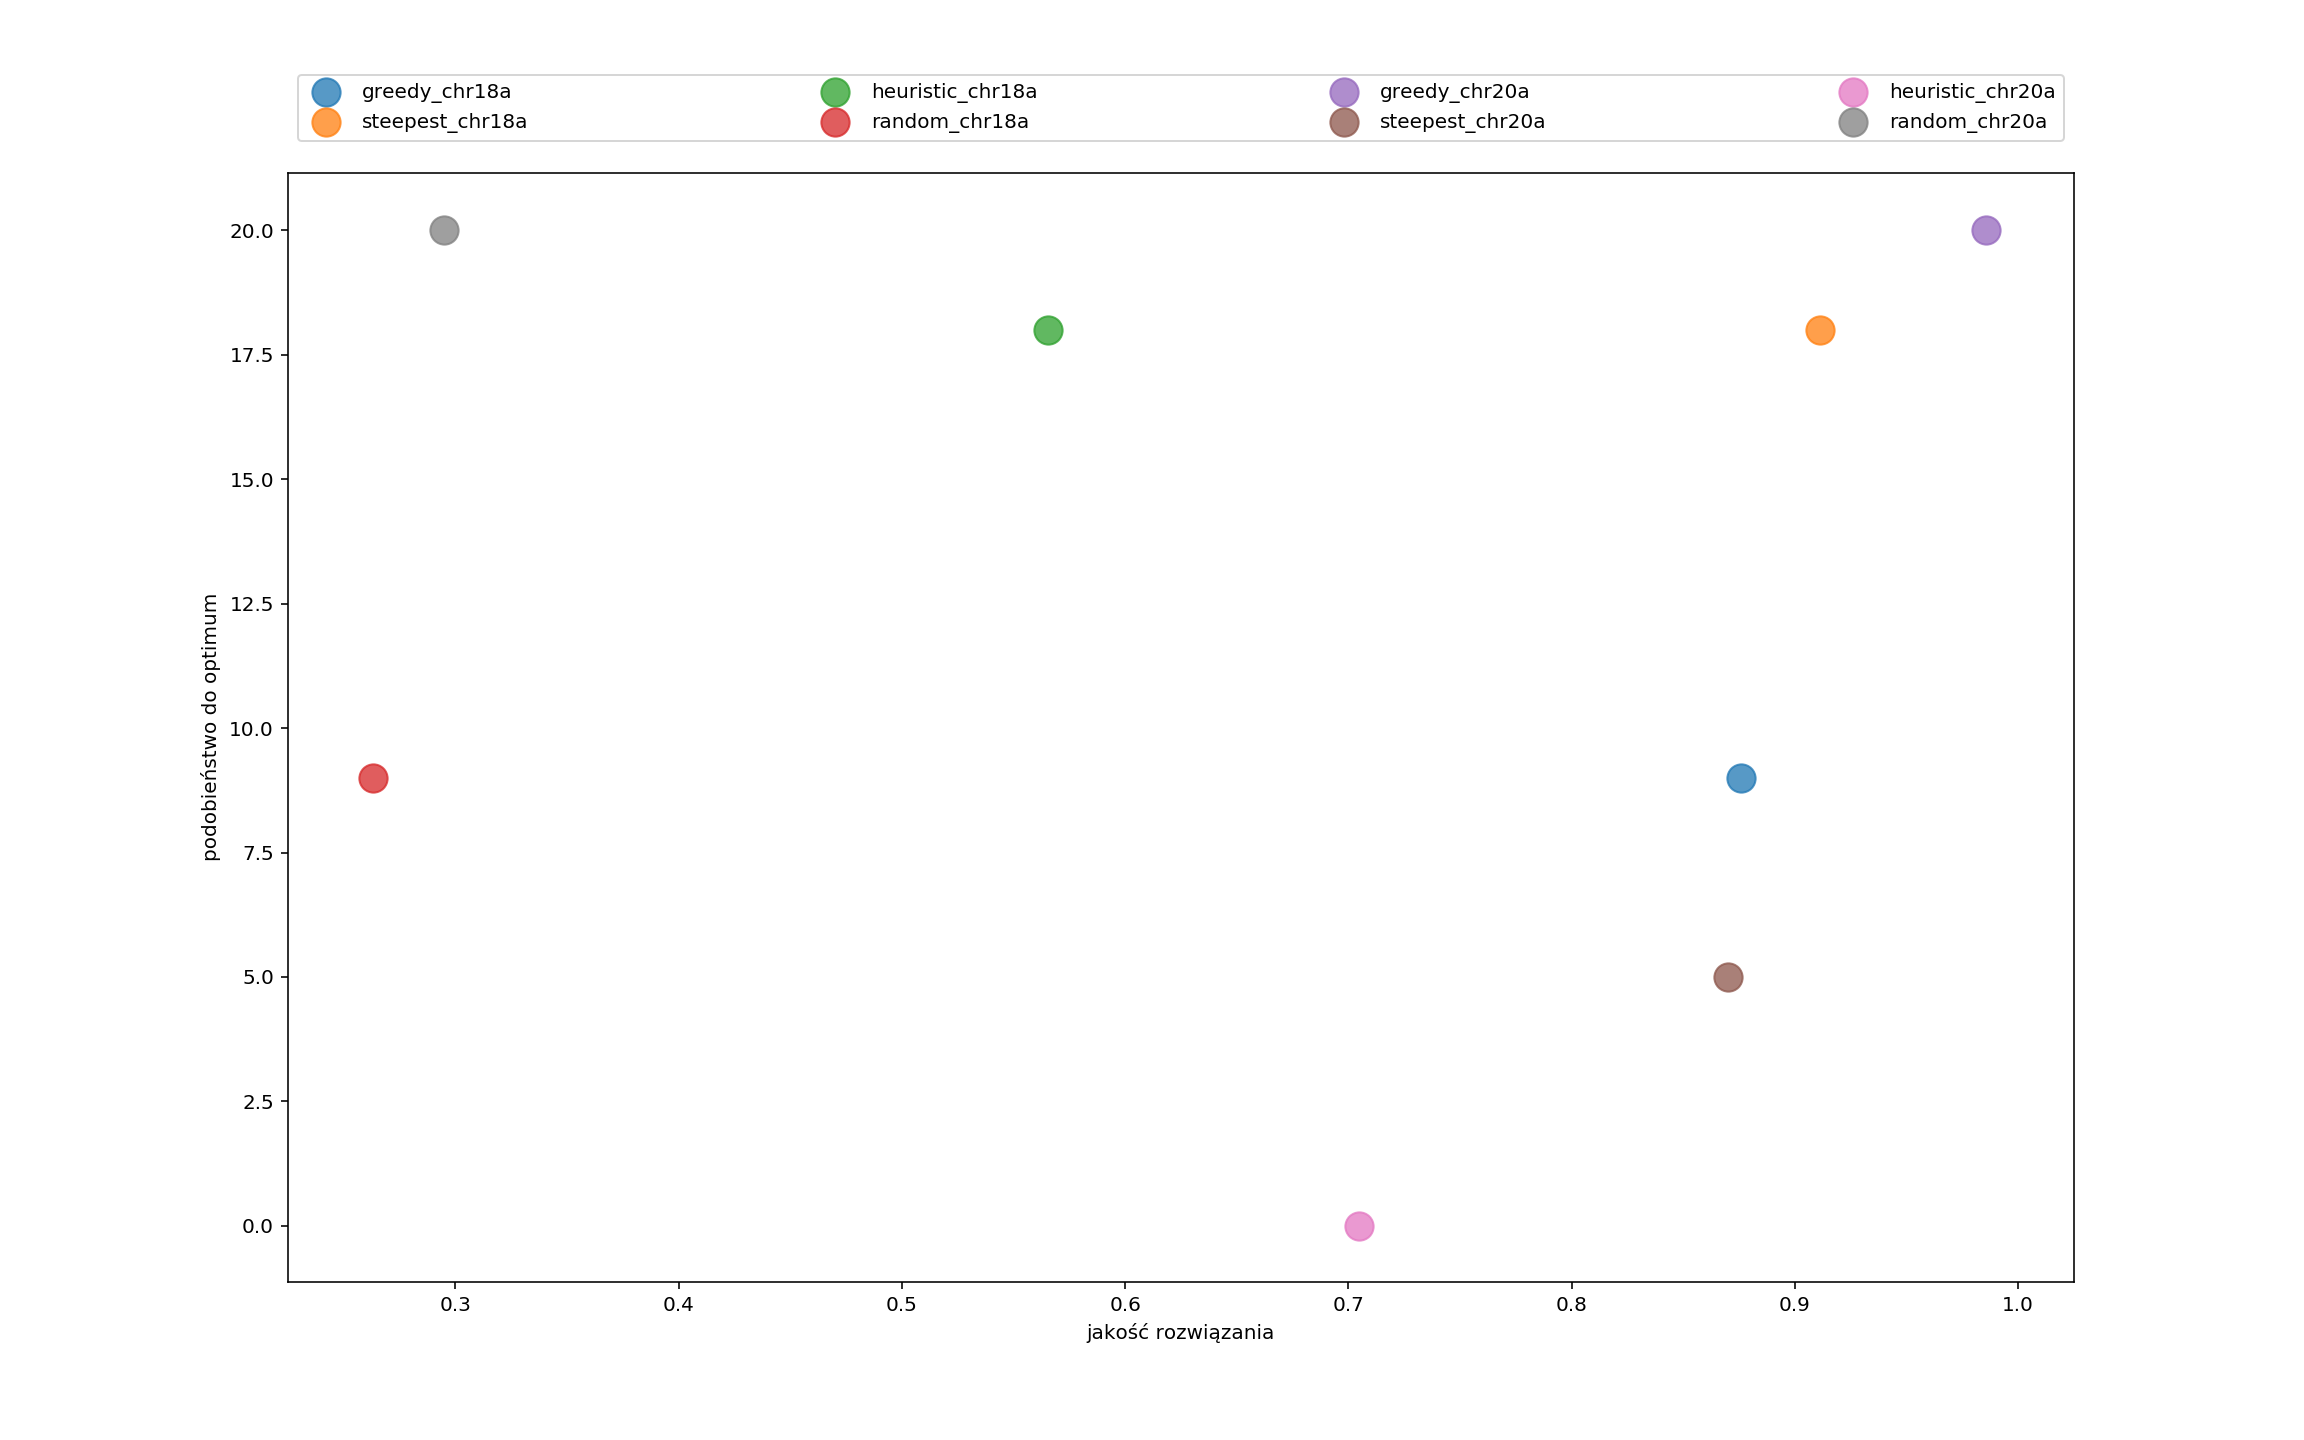 greedy_chr18a
steepest_chr18a
heuristic_chr18a
random_chr18a
greedy_chr20a
steepest_chr20a
heuristic_chr20a
random_chr20a
podobieństwo do optimum
20.0
17.5
15.0
12.5
10.0
7.5
5.0
2.5
0.0
0.3
0.4
0.5
0.6
0.7
0.8
0.9
1.0
jakość rozwiązania